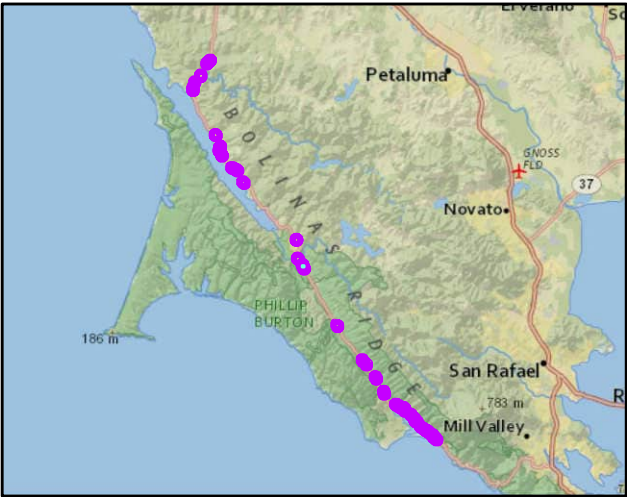 El Verano
Petaluma
GNOSS
FLD
37
BOLINAS RIDGE
Novato
PHILLIP
BURTON
186 m
San Rafael
783 m
Mill Valley